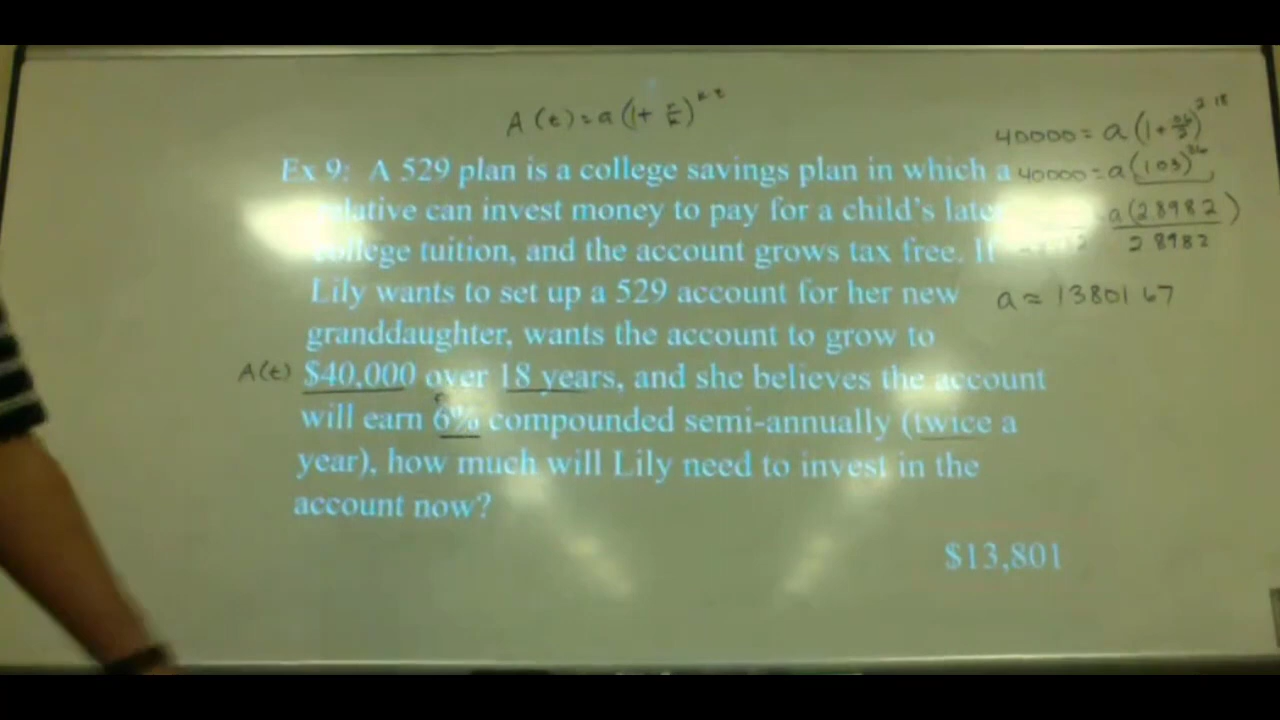 A(t)=a(1+ r/k)^k·t
Ex 9: A 529 plan is a college savings plan in which a
relative can invest money to pay for a child's later
college tuition, and the account grows tax free. If
Lily wants to set up a 529 account for her new
granddaughter, wants the account to grow to
A(t) $40,000 over 18 years, and she believes the account
r
will earn 6% compounded semi-annually (twice a
year), how much will Lily need to invest in the
account now?
$13,801
40000= a(1+ .06/2)^2·18
40000=a(1.03)^36
a(2.8982)
2.8982
a≈ 13801.67